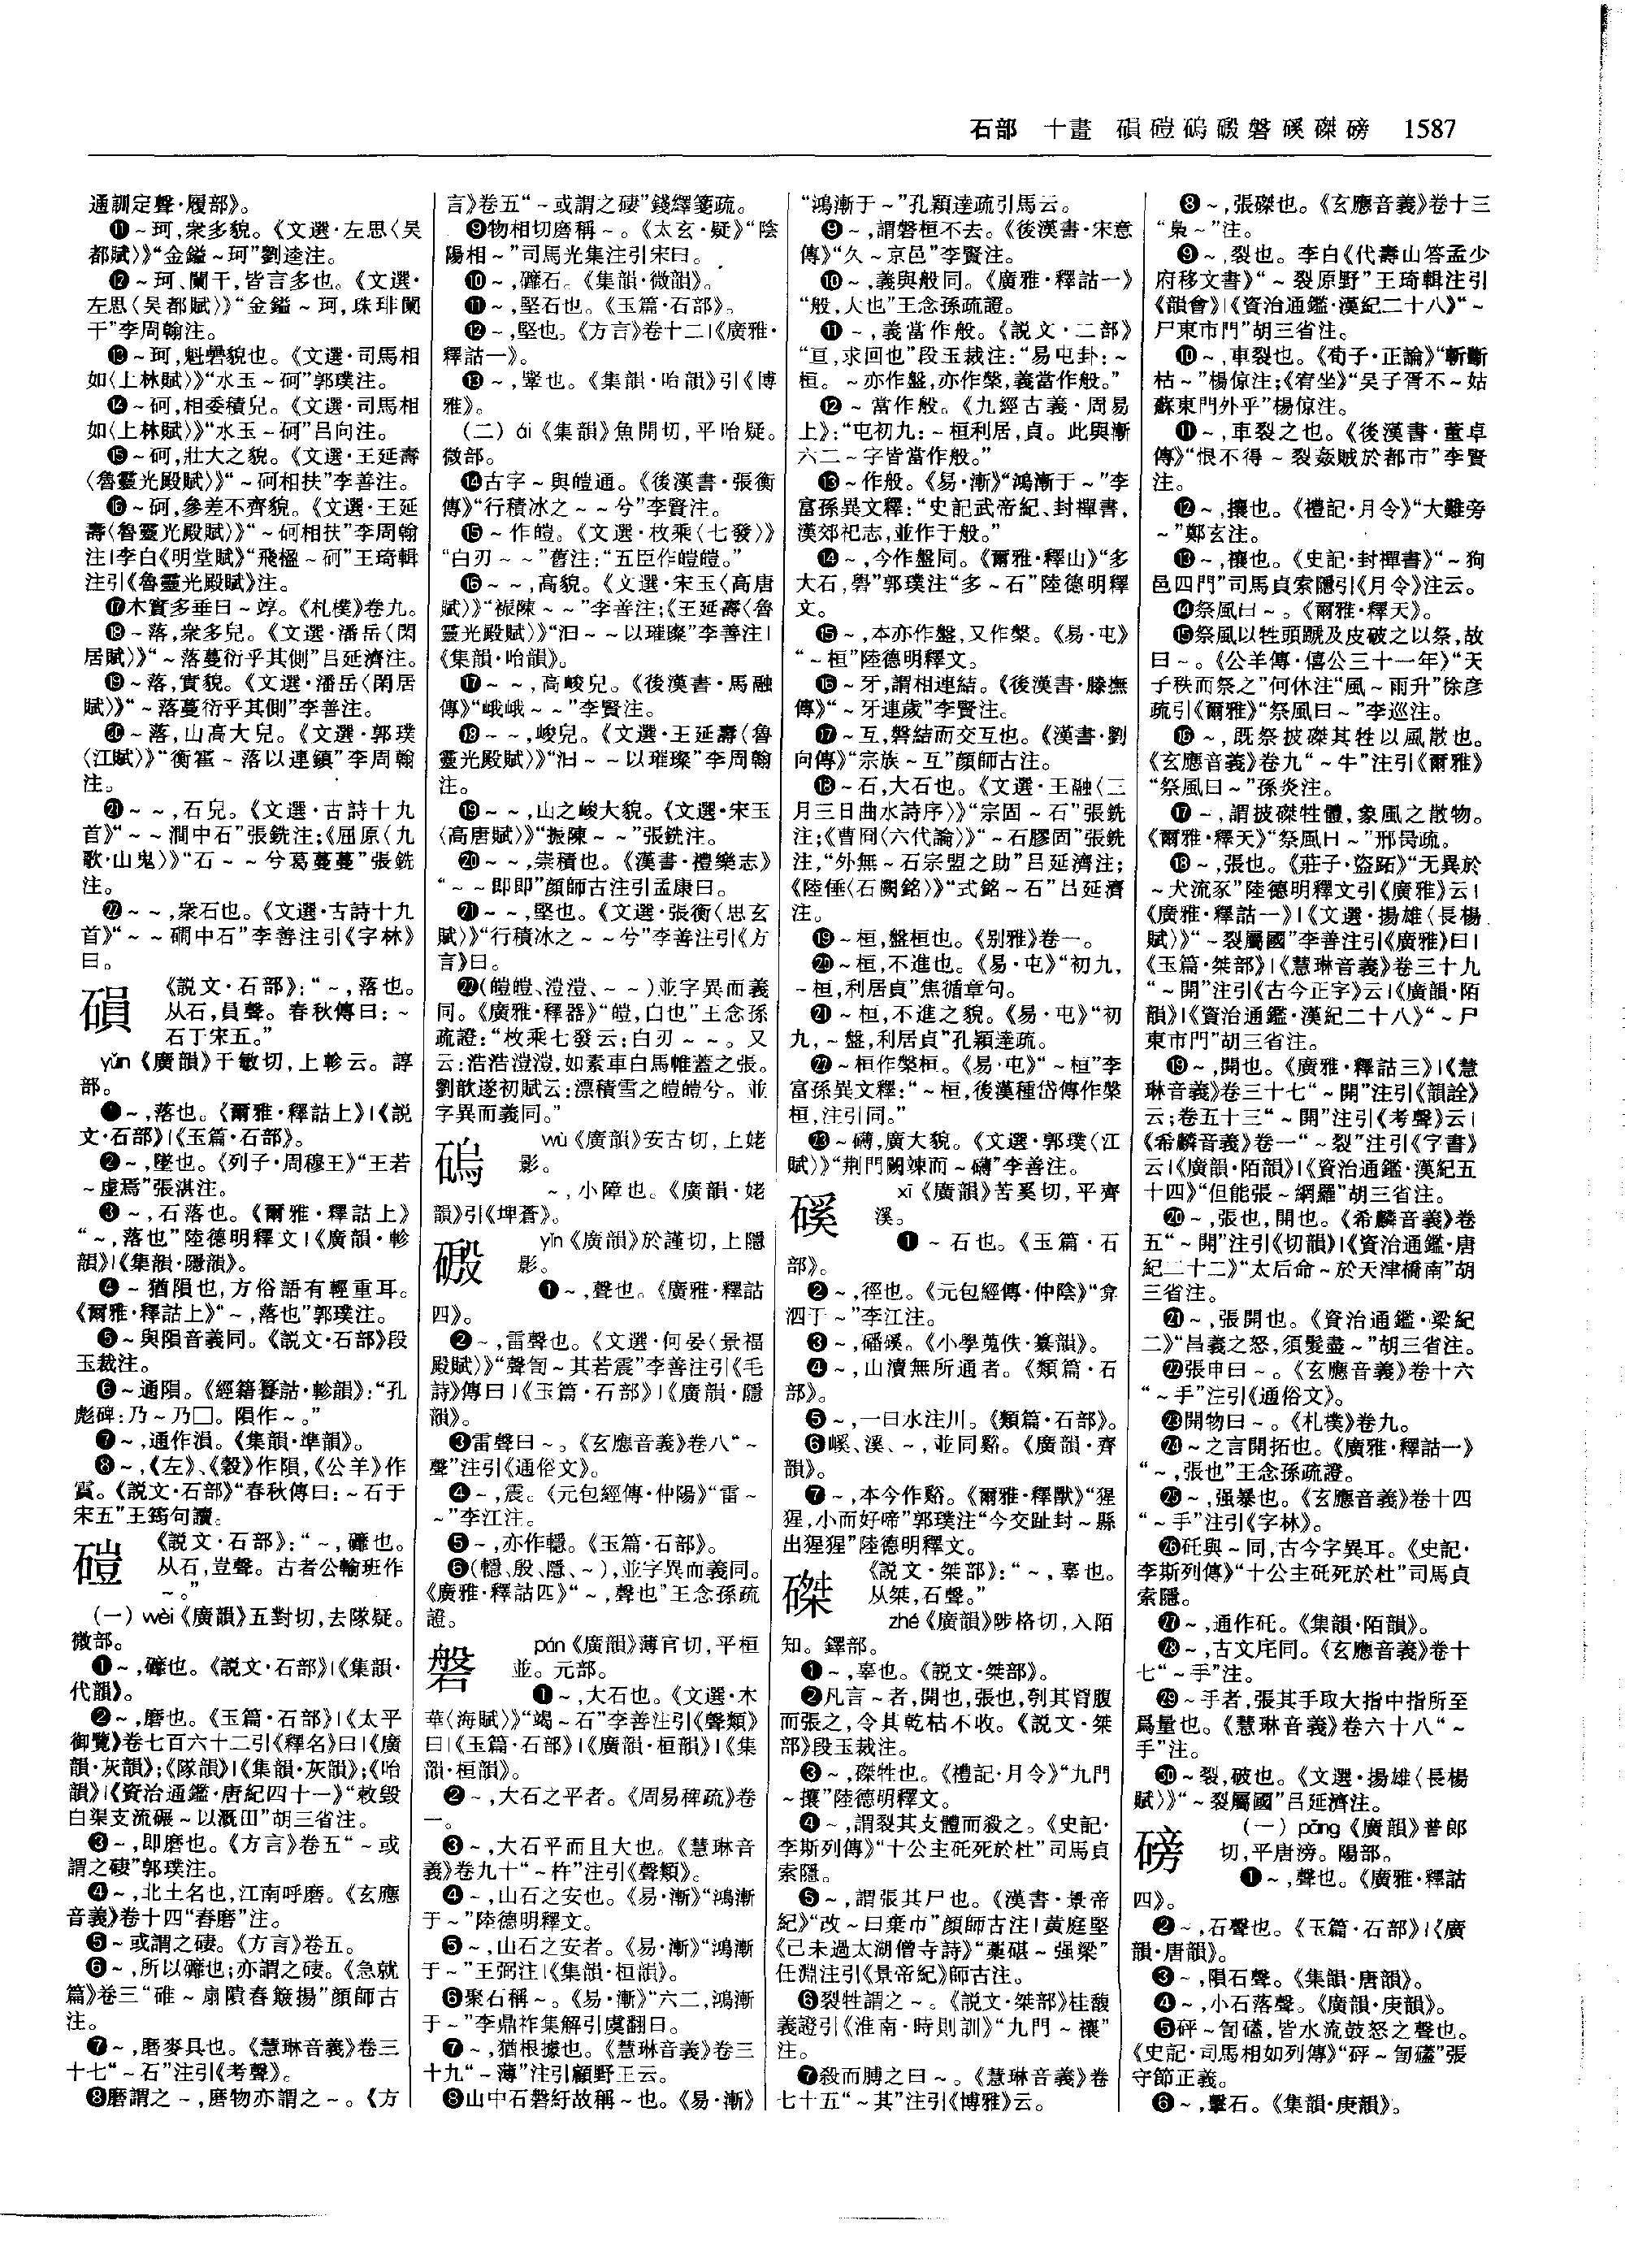 石部 十畫 磒磑䃖磤磐磎磔磅 1587
通訓定聲·履部》。
⓫～珂,衆多貌。《文選·左思〈吴
都賦〉》“金鎰～珂”劉逵注。
⓬～珂、闌干,皆言多也。《文選·
左思〈吴都賦〉》“金鎰～珂,珠琲闌
干”李周翰注。
⓭～珂,魁礨貌也。《文選·司馬相
如〈上林賦〉》“水玉～砢”郭璞注。
⓮～砢,相委積皃。《文選·司馬相
如〈上林賦〉》“水玉～砢”吕向注。
⓯～砢,壯大之貌。《文選·王延壽
〈魯靈光殿賦〉》“～砢相扶”李善注。
⓰～砢,參差不齊貌。《文選·王延
壽〈魯靈光殿賦〉》“～砢相扶”李周翰
注|李白《明堂賦》“飛楹～砢”王琦輯
注引《魯靈光殿賦》注。
⓱木實多垂曰～㛅。《札樸》卷九。
⓲～落,衆多皃。《文選·潘岳〈閑
居賦〉》“～落蔓衍乎其側”吕延濟注。
⓳～落,實貌。《文選·潘岳〈閑居
賦〉》“～落蔓衍乎其側”李善注。
⓴～落,山高大皃。《文選·郭璞
〈江賦〉》“衡霍～落以連鎮”李周翰
注。
㉑～～,石皃。《文選·古詩十九
首》“～～澗中石”張銑注;《屈原〈九
歌·山鬼〉》“石～～兮葛蔓蔓”張銑
注。
㉒～～,衆石也。《文選·古詩十九
首》“～～磵中石”李善注引《字林》
曰。
磒
《説文·石部》:“～,落也。
从石,員聲。春秋傳曰:～
石于宋五。”
yǔn《廣韻》于敏切,上軫云。諄
部。
❶～,落也。《爾雅·釋詁上》|《説
文·石部》|《玉篇·石部》。
❷～,墜也。《列子·周穆王》“王若
～虚焉”張湛注。
❸～,石落也。《爾雅·釋詁上》
“～,落也”陸德明釋文|《廣韻·軫
韻》|《集韻·隱韻》。
❹～猶隕也,方俗語有輕重耳。
《爾雅·釋詁上》“～,落也”郭璞注。
❺～與隕音義同。《説文·石部》段
玉裁注。
❻～通隕。《經籍籑詁·軫韻》:“孔
彪碑:乃～乃□。隕作～。”
❼～,通作溳。《集韻·準韻》。
❽～,《左》、《穀》作隕,《公羊》作
霣。《説文·石部》“春秋傳曰:～石于
宋五”王筠句讀。
磑
《説文·石部》:“～,䃺也。
从石,豈聲。古者公輸班作
～。”
(一)wèi《廣韻》五對切,去隊疑。
微部。
❶～,䃺也。《説文·石部》|《集韻·
代韻》。
❷～,磨也。《玉篇·石部》|《太平
御覽》卷七百六十二引《釋名》曰|《廣
韻·灰韻》;《隊韻》|《集韻·灰韻》;《咍
韻》|《資治通鑑·唐紀四十一》“敕毁
白渠支流碾～以溉田”胡三省注。
❸～,即磨也。《方言》卷五“～或
謂之䃀”郭璞注。
❹～,北土名也,江南呼磨。《玄應
音義》卷十四“舂磨”注。
❺～或謂之䃀。《方言》卷五。
❻～,所以䃺也;亦謂之䃀。《急就
篇》卷三“碓～扇隤舂簸揚”顏師古
注。
❼～,磨麥具也。《慧琳音義》卷三
十七“～石”注引《考聲》。
❽磨謂之～,磨物亦謂之～。《方
言》卷五“～或謂之䃀”錢繹箋疏。
❾物相切磨稱～。《太玄·疑》“陰
陽相～”司馬光集注引宋曰。
❿～,䃺石。《集韻·微韻》。
⓫～,堅石也。《玉篇·石部》。
⓬～,堅也。《方言》卷十二|《廣雅·
釋詁一》。
⓭～,鞏也。《集韻·咍韻》引《博
雅》。
(二)ái《集韻》魚開切,平咍疑。
微部。
⓮古字～與皚通。《後漢書·張衡
傳》“行積冰之～～兮”李賢注。
⓯～作皚。《文選·枚乘〈七發〉》
“白刃～～”舊注:“五臣作皚皚。”
⓰～～,高貌。《文選·宋玉〈高唐
賦〉》“裖陳～～”李善注;《王延壽〈魯
靈光殿賦〉》“汩～～以璀璨”李善注|
《集韻·咍韻》。
⓱～～,高峻皃。《後漢書·馬融
傳》“峨峨～～”李賢注。
⓲～～,峻皃。《文選·王延壽〈魯
靈光殿賦〉》“汩～～以璀璨”李周翰
注。
⓳～～,山之峻大貌。《文選·宋玉
〈高唐賦〉》“振陳～～”張銑注。
⓴～～,崇積也。《漢書·禮樂志》
“～～即即”顏師古注引孟康曰。
㉑～～,堅也。《文選·張衡〈思玄
賦〉》“行積冰之～～兮”李善注引《方
言》曰。
㉒(皚皚、溰溰、～～)並字異而義
同。《廣雅·釋器》“皚,白也”王念孫
疏證:“枚乘七發云:白刃～～。又
云:浩浩溰溰,如素車白馬帷蓋之張。
劉歆遂初賦云:漂積雪之皚皚兮。並
字異而義同。”
䃖
wù《廣韻》安古切,上姥
影。
～,小障也。《廣韻·姥
韻》引《埤蒼》。
磤
yǐn《廣韻》於謹切,上隱
影。
❶～,聲也。《廣雅·釋詁
四》。
❷～,雷聲也。《文選·何晏〈景福
殿賦〉》“聲訇～其若震”李善注引《毛
詩》傳曰|《玉篇·石部》|《廣韻·隱
韻》。
❸雷聲曰～。《玄應音義》卷八“～
聲”注引《通俗文》。
❹～,震。《元包經傳·仲陽》“雷～
～”李江注。
❺～,亦作䡰。《玉篇·石部》。
❻(䡰、殷、隱、～),並字異而義同。
《廣雅·釋詁四》“～,聲也”王念孫疏
證。
磐
pán《廣韻》薄官切,平桓
並。元部。
❶～,大石也。《文選·木
華〈海賦〉》“竭～石”李善注引《聲類》
曰|《玉篇·石部》|《廣韻·桓韻》|《集
韻·桓韻》。
❷～,大石之平者。《周易稗疏》卷
一。
❸～,大石平而且大也。《慧琳音
義》卷九十“～杵”注引《聲類》。
❹～,山石之安也。《易·漸》“鴻漸
于～”陸德明釋文。
❺～,山石之安者。《易·漸》“鴻漸
于～”王弼注|《集韻·桓韻》。
❻聚石稱～。《易·漸》“六二,鴻漸
于～”李鼎祚集解引虞翻曰。
❼～,猶根據也。《慧琳音義》卷三
十九“～薄”注引顧野王云。
❽山中石磐紆故稱～也。《易·漸》
“鴻漸于～”孔穎達疏引馬云。
❾～,謂磐桓不去。《後漢書·宋意
傳》“久～京邑”李賢注。
❿～,義與般同。《廣雅·釋詁一》
“般,大也”王念孫疏證。
⓫～,義當作般。《説文·二部》
“亘,求回也”段玉裁注:“易屯卦:～
桓。～亦作盤,亦作槃,義當作般。”
⓬～當作般。《九經古義·周易
上》:“屯初九:～桓利居,貞。此與漸
六二～字皆當作般。”
⓭～作般。《易·漸》“鴻漸于～”李
富孫異文釋:“史記武帝紀、封禪書,
漢郊祀志,並作于般。”
⓮～,今作盤同。《爾雅·釋山》“多
大石,礐”郭璞注“多～石”陸德明釋
文。
⓯～,本亦作盤,又作槃。《易·屯》
“～桓”陸德明釋文。
⓰～牙,謂相連結。《後漢書·滕撫
傳》“～牙連歲”李賢注。
⓱～互,磐結而交互也。《漢書·劉
向傳》“宗族～互”顏師古注。
⓲～石,大石也。《文選·王融〈三
月三日曲水詩序〉》“宗固～石”張銑
注;《曹冏〈六代論〉》“～石膠固”張銑
注,“外無～石宗盟之助”吕延濟注;
《陸倕〈石闕銘〉》“式銘～石”吕延濟
注。
⓳～桓,盤桓也。《别雅》卷一。
⓴～桓,不進也。《易·屯》“初九,
～桓,利居貞”焦循章句。
㉑～桓,不進之貌。《易·屯》“初
九,～盤,利居貞”孔穎達疏。
㉒～桓作槃桓。《易·屯》“～桓”李
富孫異文釋:“～桓,後漢種岱傳作槃
桓,注引同。”
㉓～礴,廣大貌。《文選·郭璞〈江
賦〉》“荆門闕竦而～礴”李善注。
磎
xī《廣韻》苦奚切,平齊
溪。
❶～石也。《玉篇·石
部》。
❷～,徑也。《元包經傳·仲陰》“弇
泗于～”李江注。
❸～,磻磎。《小學蒐佚·纂韻》。
❹～,山瀆無所通者。《類篇·石
部》。
❺～,一曰水注川。《類篇·石部》。
❻嵠、溪、～,並同谿。《廣韻·齊
韻》。
❼～,本今作谿。《爾雅·釋獸》“猩
猩,小而好啼”郭璞注“今交趾封～縣
出猩猩”陸德明釋文。
磔
《説文·桀部》:“～,辜也。
从桀,石聲。”
zhé《廣韻》陟格切,入陌
知。鐸部。
❶～,辜也。《説文·桀部》。
❷凡言～者,開也,張也,刳其胷腹
而張之,令其乾枯不收。《説文·桀
部》段玉裁注。
❸～,磔牲也。《禮記·月令》“九門
～攘”陸德明釋文。
❹～,謂裂其支體而殺之。《史記·
李斯列傳》“十公主矺死於杜”司馬貞
索隱。
❺～,謂張其尸也。《漢書·景帝
紀》“改～曰棄市”顏師古注|黄庭堅
《己未過太湖僧寺詩》“藁碪～强梁”
任淵注引《景帝紀》師古注。
❻裂牲謂之～。《説文·桀部》桂馥
義證引《淮南·時則訓》“九門～禳”
注。
❼殺而膊之曰～。《慧琳音義》卷
七十五“～其”注引《博雅》云。
❽～,張磔也。《玄應音義》卷十三
“梟～”注。
❾～,裂也。李白《代壽山答孟少
府移文書》“～裂原野”王琦輯注引
《韻會》|《資治通鑑·漢紀二十八》“～
尸東市門”胡三省注。
❿～,車裂也。《荀子·正論》“斬斷
枯～”楊倞注;《宥坐》“吴子胥不～姑
蘇東門外乎”楊倞注。
⓫～,車裂之也。《後漢書·董卓
傳》“恨不得～裂姦賊於都市”李賢
注。
⓬～,攘也。《禮記·月令》“大難旁
～”鄭玄注。
⓭～,禳也。《史記·封禪書》“～狗
邑四門”司馬貞索隱引《月令》注云。
⓮祭風曰～。《爾雅·釋天》。
⓯祭風以牲頭蹏及皮破之以祭,故
曰～。《公羊傳·僖公三十一年》“天
子秩而祭之”何休注“風～雨升”徐彦
疏引《爾雅》“祭風曰～”李巡注。
⓰～,既祭披磔其牲以風散也。
《玄應音義》卷九“～牛”注引《爾雅》
“祭風曰～”孫炎注。
⓱～,謂披磔牲體,象風之散物。
《爾雅·釋天》“祭風曰～”邢昺疏。
⓲～,張也。《莊子·盗跖》“无異於
～犬流豕”陸德明釋文引《廣雅》云|
《廣雅·釋詁一》|《文選·揚雄〈長楊
賦〉》“～裂屬國”李善注引《廣雅》曰|
《玉篇·桀部》|《慧琳音義》卷三十九
“～開”注引《古今正字》云|《廣韻·陌
韻》|《資治通鑑·漢紀二十八》“～尸
東市門”胡三省注。
⓳～,開也。《廣雅·釋詁三》|《慧
琳音義》卷三十七“～開”注引《韻詮》
云;卷五十三“～開”注引《考聲》云|
《希麟音義》卷一“～裂”注引《字書》
云|《廣韻·陌韻》|《資治通鑑·漢紀五
十四》“但能張～網羅”胡三省注。
⓴～,張也,開也。《希麟音義》卷
五“～開”注引《切韻》|《資治通鑑·唐
紀二十二》“太后命～於天津橋南”胡
三省注。
㉑～,張開也。《資治通鑑·梁紀
二》“昌義之怒,須髮盡～”胡三省注。
㉒張申曰～。《玄應音義》卷十六
“～手”注引《通俗文》。
㉓開物曰～。《札樸》卷九。
㉔～之言開拓也。《廣雅·釋詁一》
“～,張也”王念孫疏證。
㉕～,强暴也。《玄應音義》卷十四
“～手”注引《字林》。
㉖矺與～同,古今字異耳。《史記·
李斯列傳》“十公主矺死於杜”司馬貞
索隱。
㉗～,通作矺。《集韻·陌韻》。
㉘～,古文庑同。《玄應音義》卷十
七“～手”注。
㉙～手者,張其手取大指中指所至
爲量也。《慧琳音義》卷六十八“～
手”注。
㉚～裂,破也。《文選·揚雄〈長楊
賦〉》“～裂屬國”吕延濟注。
磅
(一)pāng《廣韻》普郎
切,平唐滂。陽部。
❶～,聲也。《廣雅·釋詁
四》。
❷～,石聲也。《玉篇·石部》|《廣
韻·唐韻》。
❸～,隕石聲。《集韻·唐韻》。
❹～,小石落聲。《廣韻·庚韻》。
❺砰～訇礚,皆水流鼓怒之聲也。
《史記·司馬相如列傳》“砰～訇礚”張
守節正義。
❻～,擊石。《集韻·庚韻》。